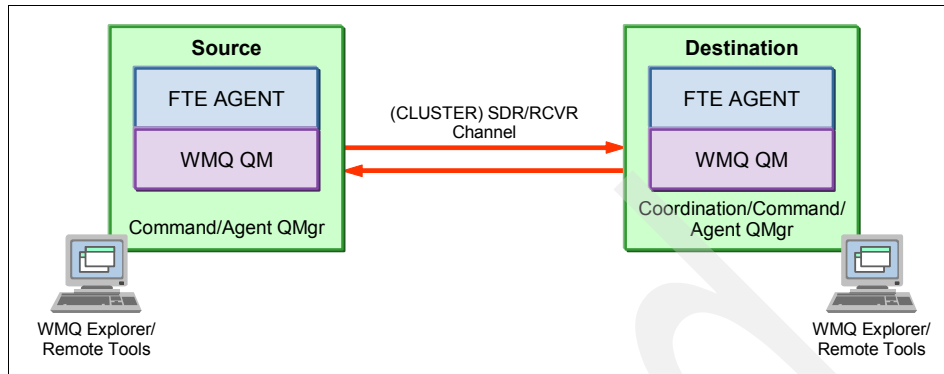 Source
FTE AGENT
WMQ QM
Command/Agent QMgr
WMQ Explorer/
Remote Tools
(CLUSTER) SDR/RCVR
Channel
Destination
FTE AGENT
WMQ QM
Coordination/Command/
Agent QMgr
WMQ Explorer/
Remote Tools